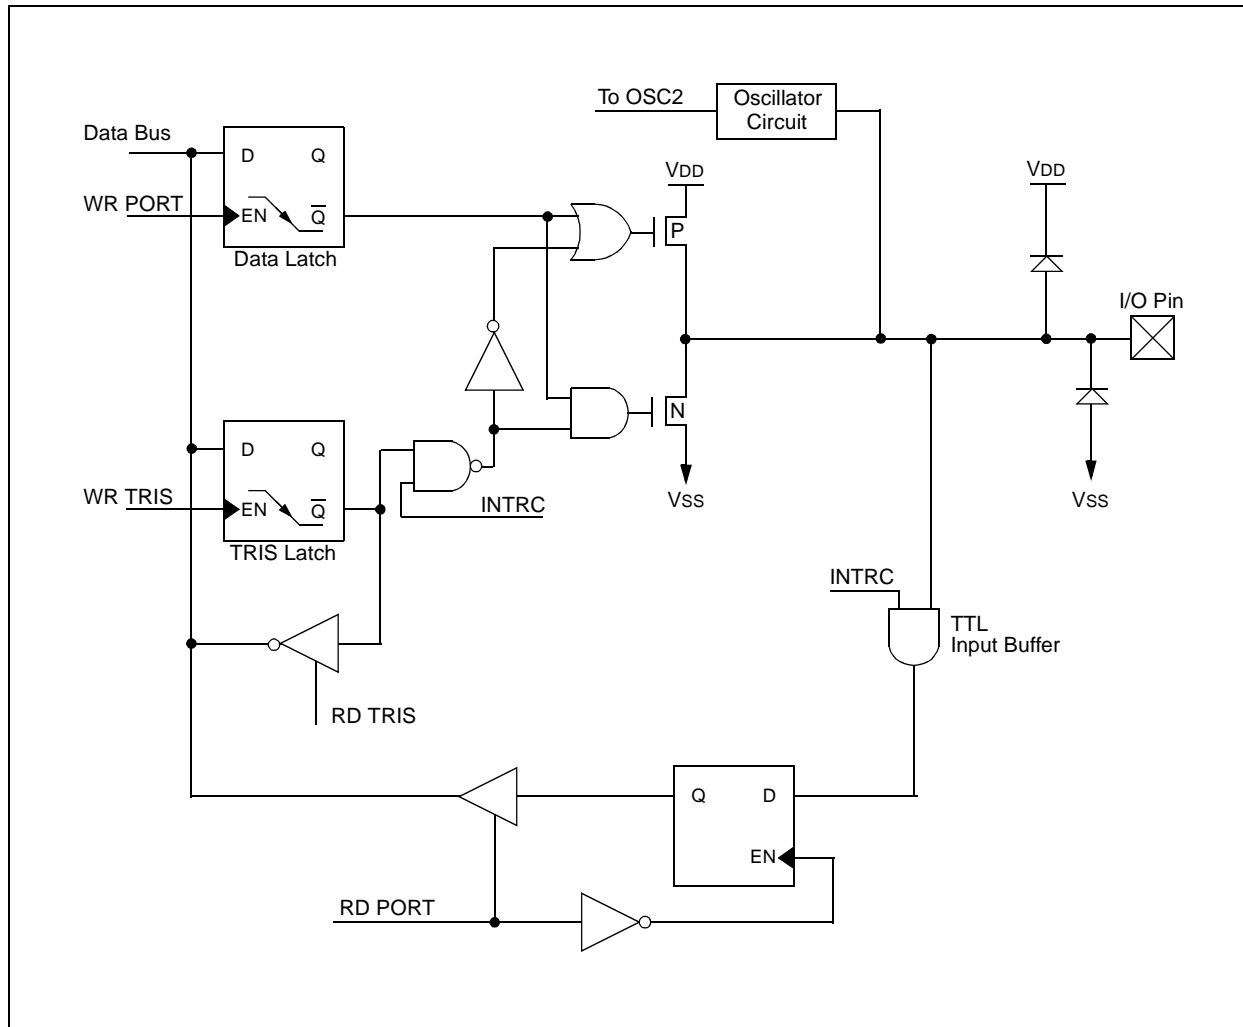 To OSC2
Oscillator
Circuit
Data Bus
D Q
WR PORT
EN Q̅
Data Latch
VDD
P
VDD
I/O Pin
N
VSS
VSS
D Q
WR TRIS
EN Q̅
TRIS Latch
INTRC
INTRC
TTL
Input Buffer
RD TRIS
Q D
EN
RD PORT